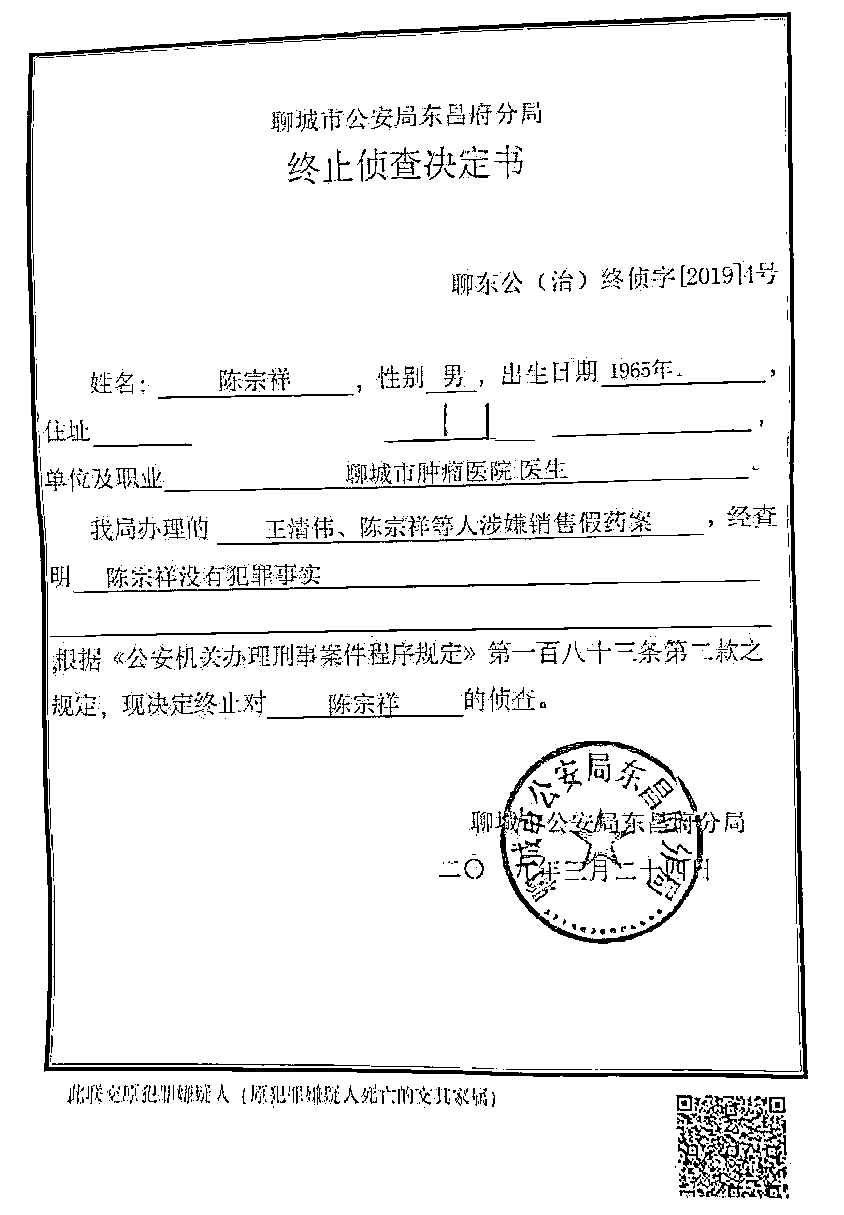 聊城市公安局东昌府分局
终止侦查决定书
聊东公（治）终侦字[2019]4号
姓名：陈宗祥，性别 男，出生日期 1965年
住址，
单位及职业 聊城市肿瘤医院 医生
我局办理的 王清伟、陈宗祥等人涉嫌销售假药案，经查
明 陈宗祥没有犯罪事实
根据《公安机关办理刑事案件程序规定》第一百八十三条第二款之
规定，现决定终止对 陈宗祥 的侦查。
聊城市公安局东昌府分局
聊城市公安局东昌府分局
二〇 九年三月二十四日
此联交原犯罪嫌疑人（原犯罪嫌疑人死亡的交其家属）